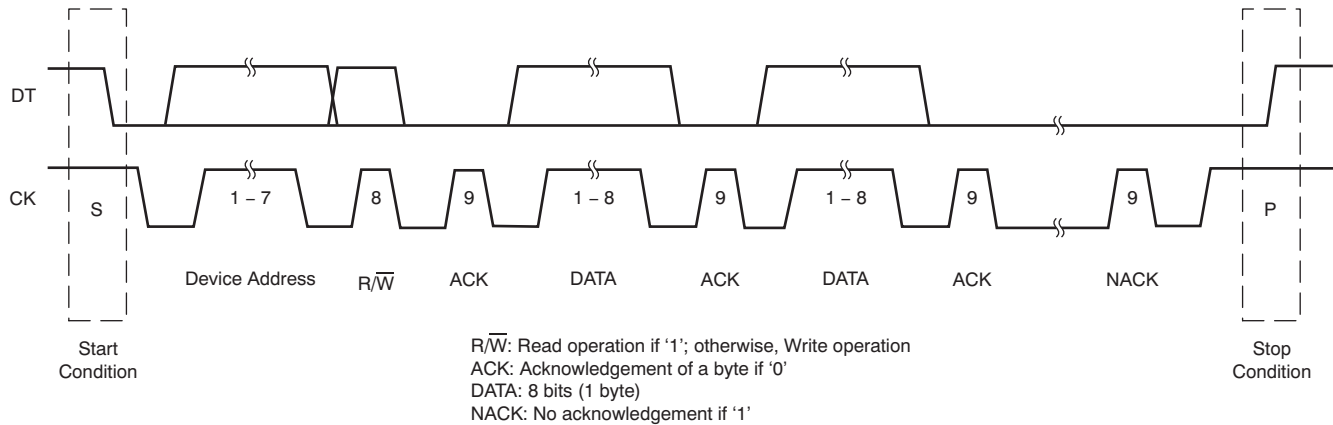 DT
CK
S
1 – 7
8
9
1 – 8
9
1 – 8
9
9
P
Device Address
R/W̅
ACK
DATA
ACK
DATA
ACK
NACK
Start
Condition
R/W̅: Read operation if ‘1’; otherwise, Write operation
ACK: Acknowledgement of a byte if ‘0’
DATA: 8 bits (1 byte)
NACK: No acknowledgement if ‘1’
Stop
Condition